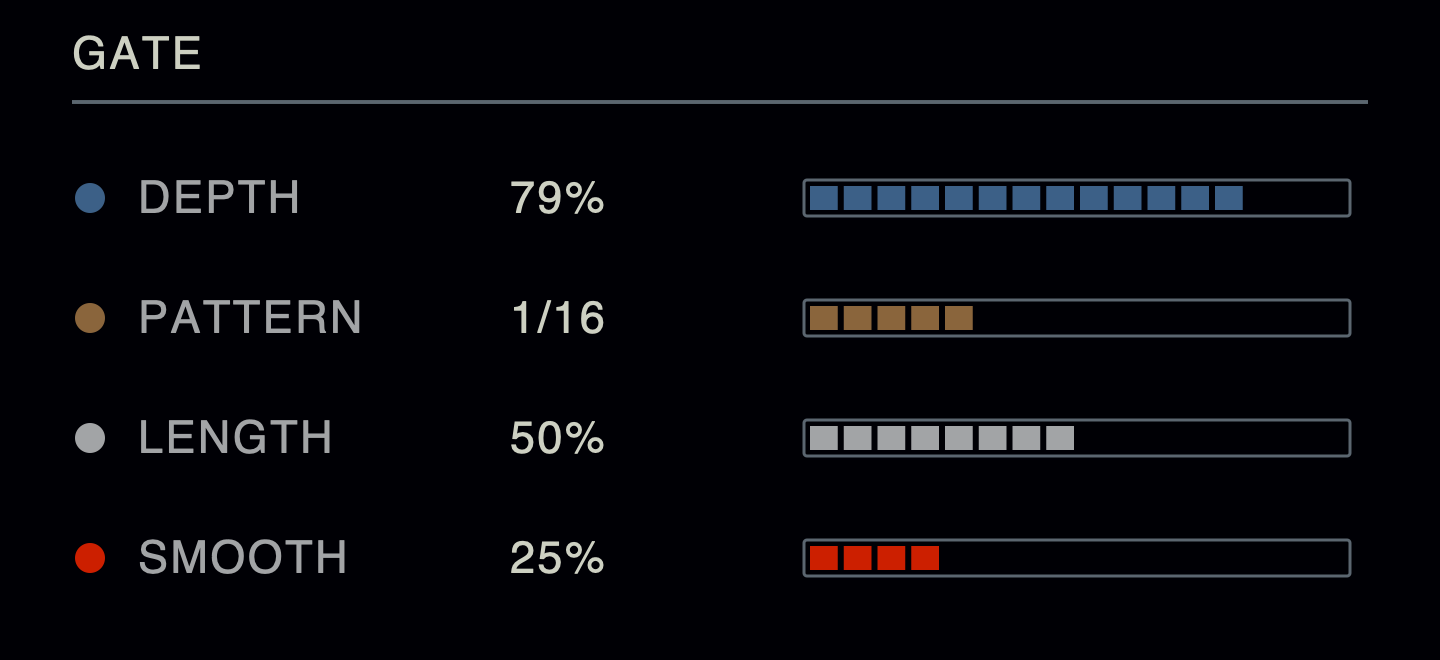 GATE
DEPTH 79%
PATTERN 1/16
LENGTH 50%
SMOOTH 25%